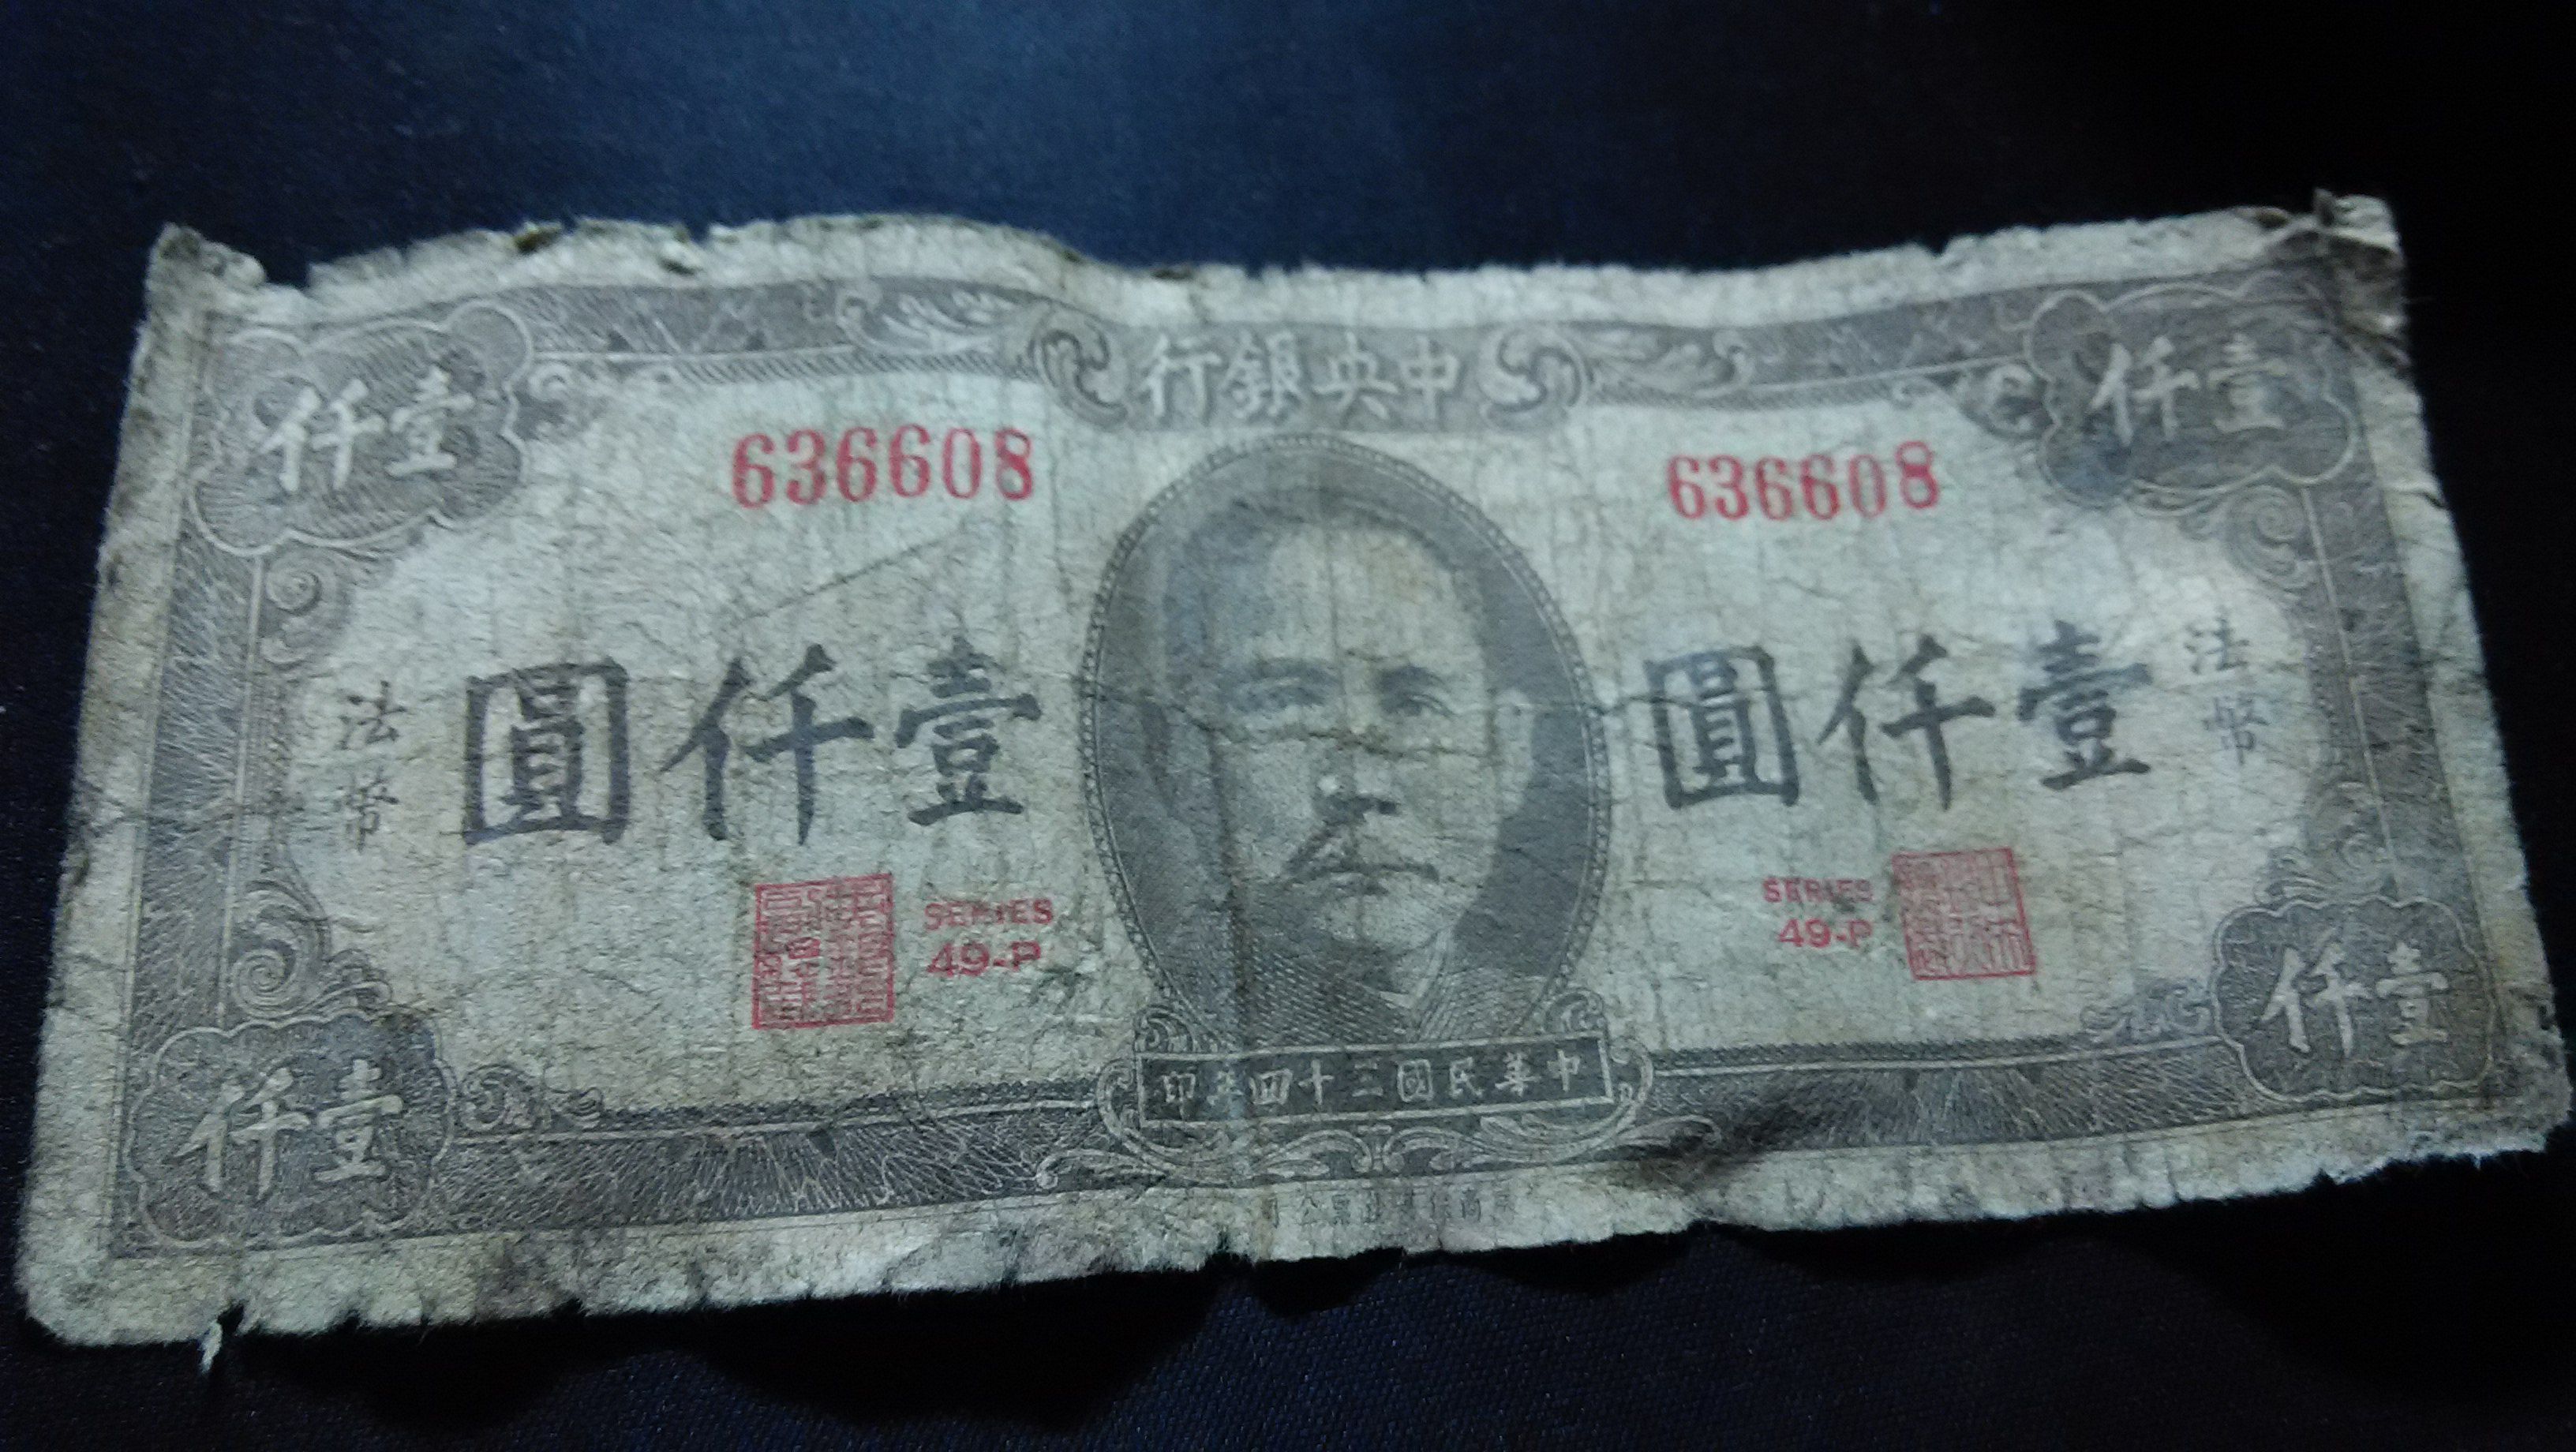 中央銀行
壹仟
壹仟
636608
636608
法幣
壹仟圓
壹仟圓
法幣
SERIES
49-P
SERIES
49-P
中華民國三十四年印
壹仟
壹仟